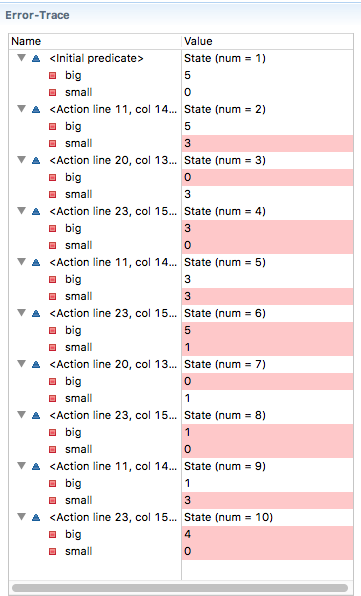 Error-Trace
Name Value
<Initial predicate> State (num = 1)
big 5
small 0
<Action line 11, col 14... State (num = 2)
big 5
small 3
<Action line 20, col 13... State (num = 3)
big 0
small 3
<Action line 23, col 15... State (num = 4)
big 3
small 0
<Action line 11, col 14... State (num = 5)
big 3
small 3
<Action line 23, col 15... State (num = 6)
big 5
small 1
<Action line 20, col 13... State (num = 7)
big 0
small 1
<Action line 23, col 15... State (num = 8)
big 1
small 0
<Action line 11, col 14... State (num = 9)
big 1
small 3
<Action line 23, col 15... State (num = 10)
big 4
small 0